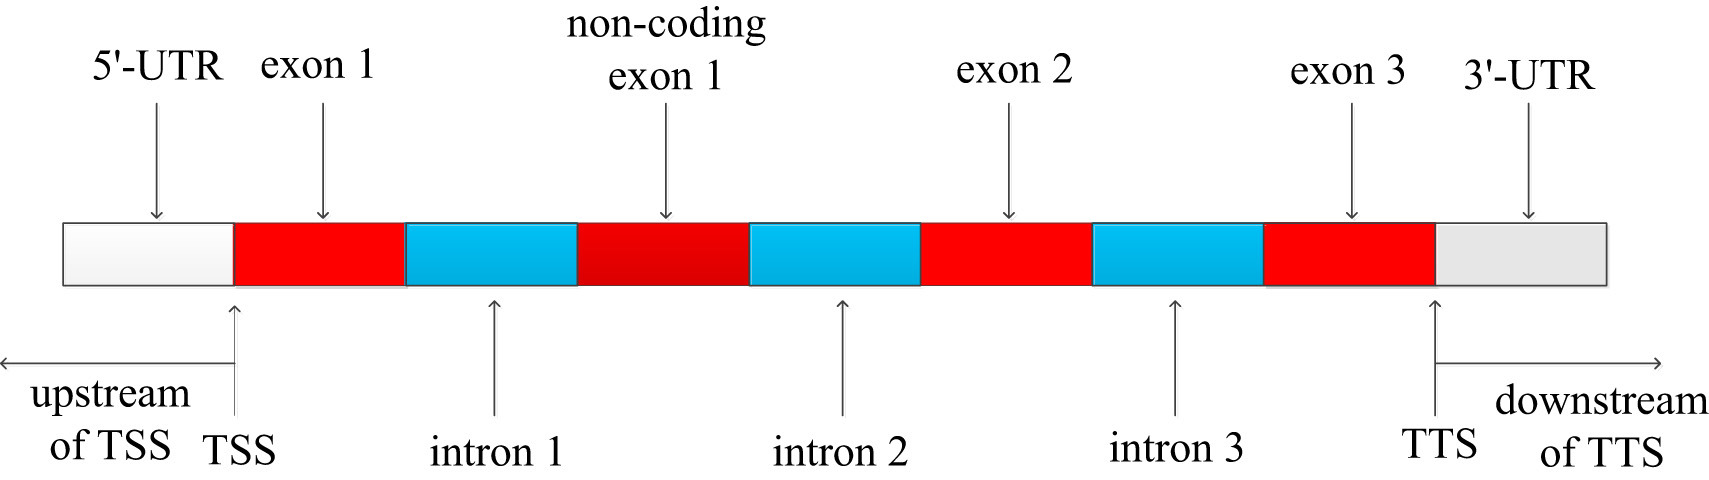 5'-UTR
exon 1
non-coding
exon 1
exon 2
exon 3
3'-UTR
upstream
of TSS
TSS
intron 1
intron 2
intron 3
TTS
downstream
of TTS